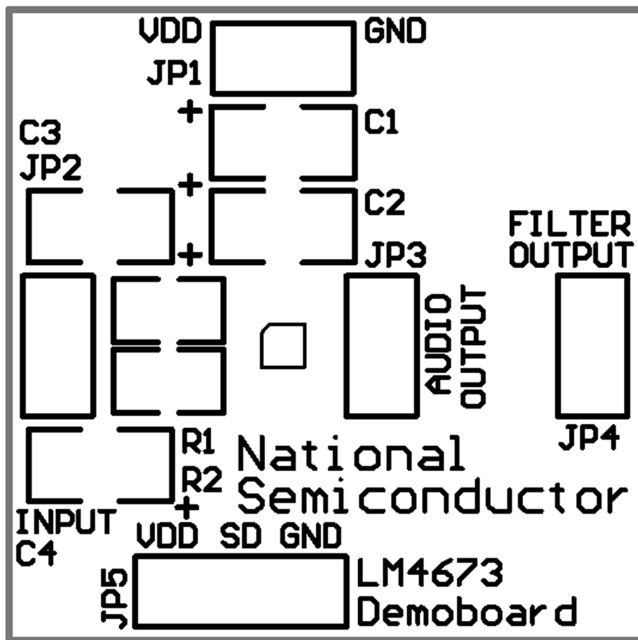 VDD GND
JP1
+
C1
C3
JP2
+
C2
FILTER
OUTPUT
+
JP3
AUDIO
OUTPUT
JP4
R1
R2
National
Semiconductor
+
INPUT
C4
VDD SD GND
JP5
LM4673
Demoboard